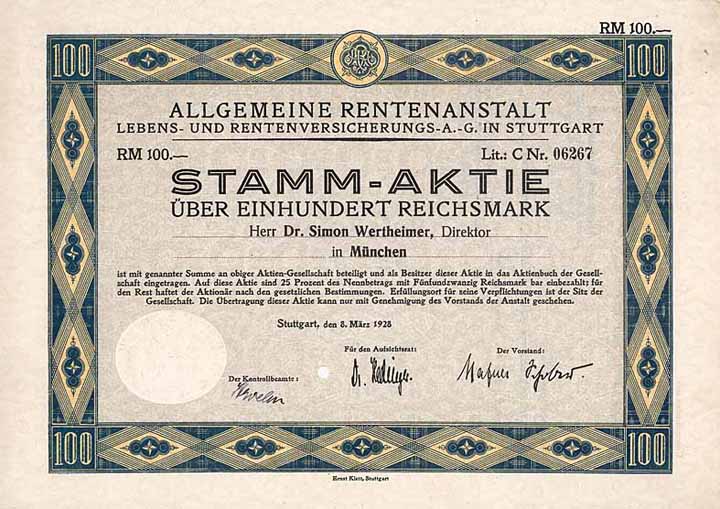 RM 100.—
100 100
ALLGEMEINE RENTENANSTALT
LEBENS- UND RENTENVERSICHERUNGS-A.-G. IN STUTTGART
RM 100.— Lit.: C Nr. 06267
STAMM-AKTIE
ÜBER EINHUNDERT REICHSMARK
Herr Dr. Simon Wertheimer, Direktor
in München
ist mit genannter Summe an obiger Aktien-Gesellschaft beteiligt und als Besitzer dieser Aktie in das Aktienbuch der Gesell-
schaft eingetragen. Auf diese Aktie sind 25 Prozent des Nennbetrags mit Fünfundzwanzig Reichsmark bar einbezahlt; für
den Rest haftet der Aktionär nach den gesetzlichen Bestimmungen. Erfüllungsort für seine Verpflichtungen ist der Sitz der
Gesellschaft. Die Übertragung dieser Aktie kann nur mit Genehmigung des Vorstands der Anstalt geschehen.
Stuttgart, den 8. März 1928
Für den Aufsichtsrat: Der Vorstand:
Der Kontrollbeamte:
100 100
Ernst Klett, Stuttgart